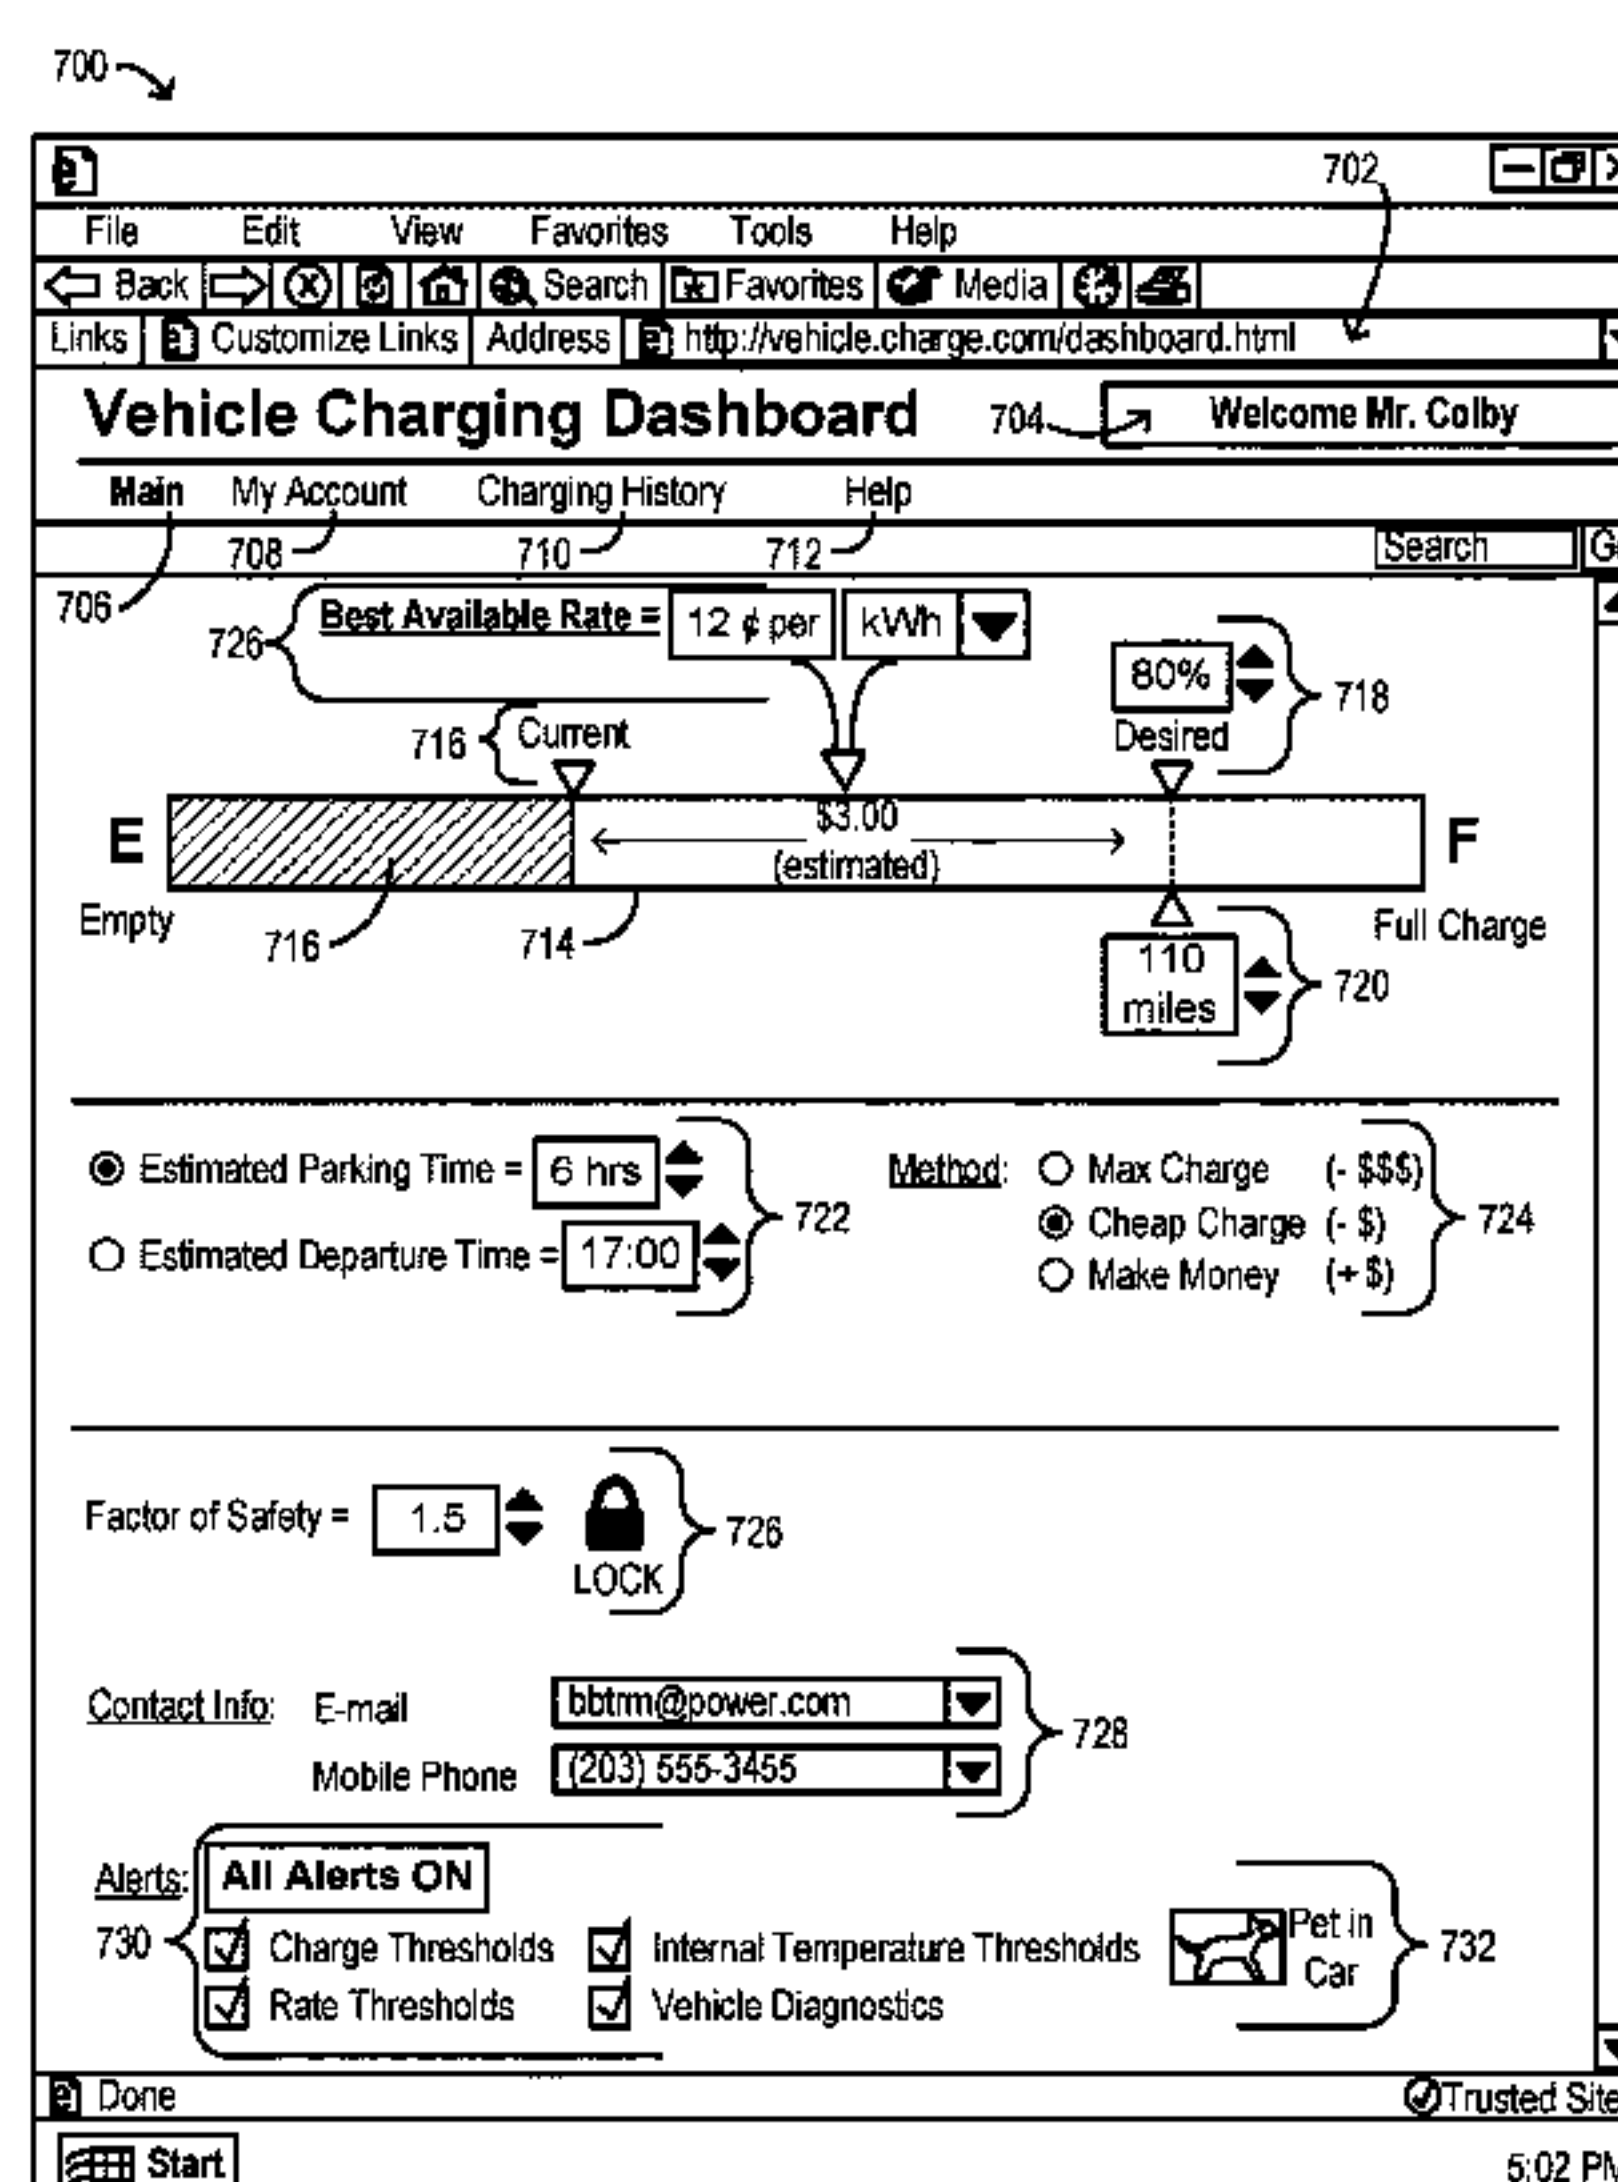 700
702
File Edit View Favorites Tools Help
Back Search Favorites Media
Links Customize Links Address http://vehicle.charge.com/dashboard.html
Vehicle Charging Dashboard 704 Welcome Mr. Colby
Main My Account Charging History Help
708 710 712 Search
706
726 Best Available Rate = 12 ¢ per kWh
80% 718
716 Current Desired
E $3.00 F
(estimated)
Empty 716 714 Full Charge
110
miles 720
Estimated Parking Time = 6 hrs
Estimated Departure Time = 17:00
722
Method: Max Charge (- $$$)
Cheap Charge (- $)
Make Money (+ $)
724
Factor of Safety = 1.5 LOCK 726
Contact Info: E-mail bbtrm@power.com
Mobile Phone (203) 555-3455
728
Alerts: All Alerts ON
730 Charge Thresholds Internal Temperature Thresholds
Rate Thresholds Vehicle Diagnostics
Pet in
Car
732
Done Trusted Site
Start 5:02 PM